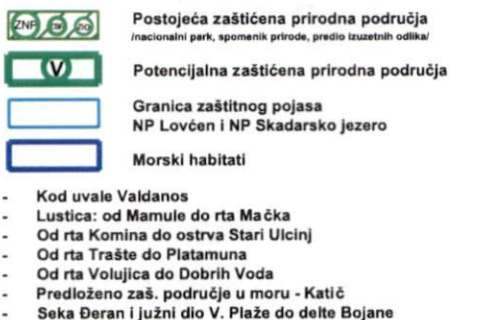 ZNP
Postojeća zaštićena prirodna područja
/nacionalni park, spomenik prirode, predio izuzetnih odlika/
V
Potencijalna zaštićena prirodna područja
Granica zaštitnog pojasa
NP Lovćen i NP Skadarsko jezero
Morski habitati
- Kod uvale Valdanos
- Lustica: od Mamule do rta Mačka
- Od rta Komina do ostrva Stari Ulcinj
- Od rta Trašte do Platamuna
- Od rta Volujica do Dobrih Voda
- Predloženo zaš. područje u moru - Katič
- Seka Đeran i južni dio V. Plaže do delte Bojane